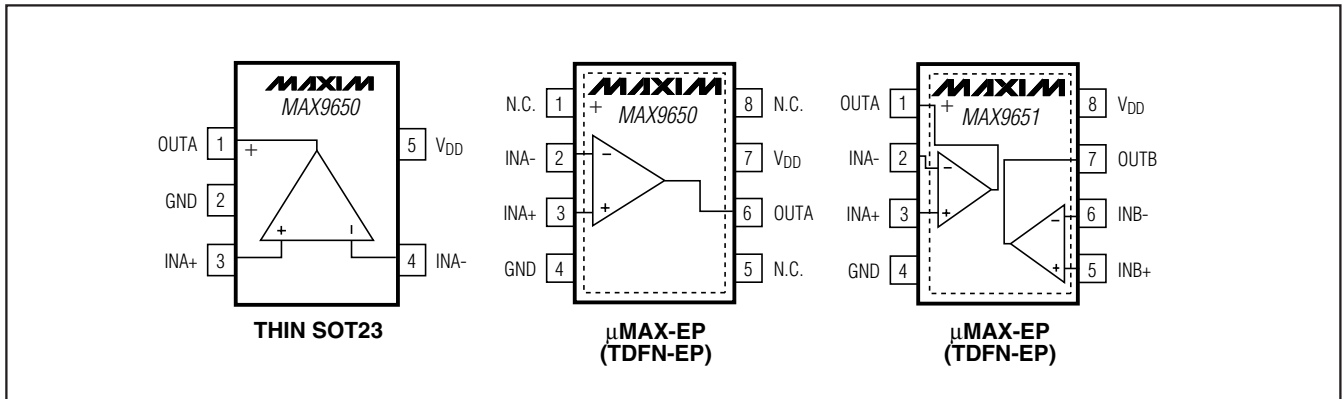 MAXIM
MAX9650
OUTA 1 + 5 VDD
GND 2
INA+ 3 + − 4 INA-
THIN SOT23
MAXIM
MAX9650
N.C. 1 + 8 N.C.
INA- 2 − 7 VDD
INA+ 3 + 6 OUTA
GND 4 5 N.C.
µMAX-EP
(TDFN-EP)
MAXIM
MAX9651
OUTA 1 + 8 VDD
INA- 2 − 7 OUTB
INA+ 3 + − 6 INB-
GND 4 + 5 INB+
µMAX-EP
(TDFN-EP)